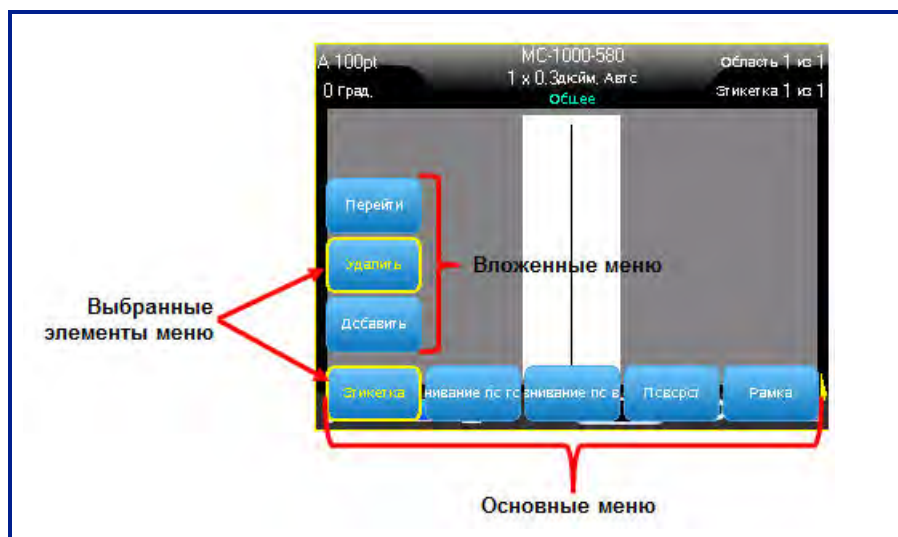 A 100pt
МС-1000-580
Область 1 из 1
1 x 0.3дюйм, Авто
0 Град.
Общее
Этикетка 1 из 1
Перейти
Удалить
Вложенные меню
Выбранные
элементы меню
Добавить
Этикетка нивание по го внивание по в Поворот Рамка
Основные меню